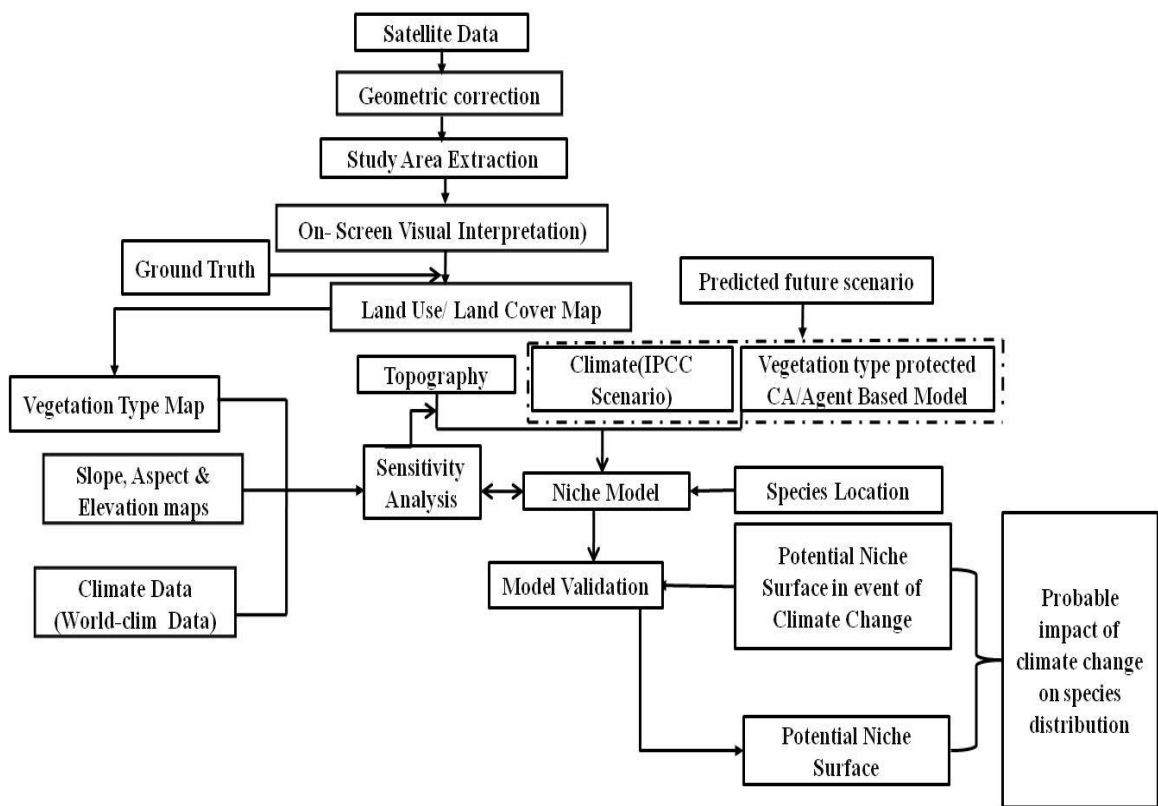 Satellite Data
Geometric correction
Study Area Extraction
On- Screen Visual Interpretation)
Ground Truth
Land Use/ Land Cover Map
Predicted future scenario
Topography
Climate(IPCC
Scenario)
Vegetation type protected
CA/Agent Based Model
Vegetation Type Map
Slope, Aspect &
Elevation maps
Climate Data
(World-clim Data)
Sensitivity
Analysis
Niche Model
Species Location
Model Validation
Potential Niche
Surface in event of
Climate Change
Potential Niche
Surface
Probable
impact of
climate change
on species
distribution